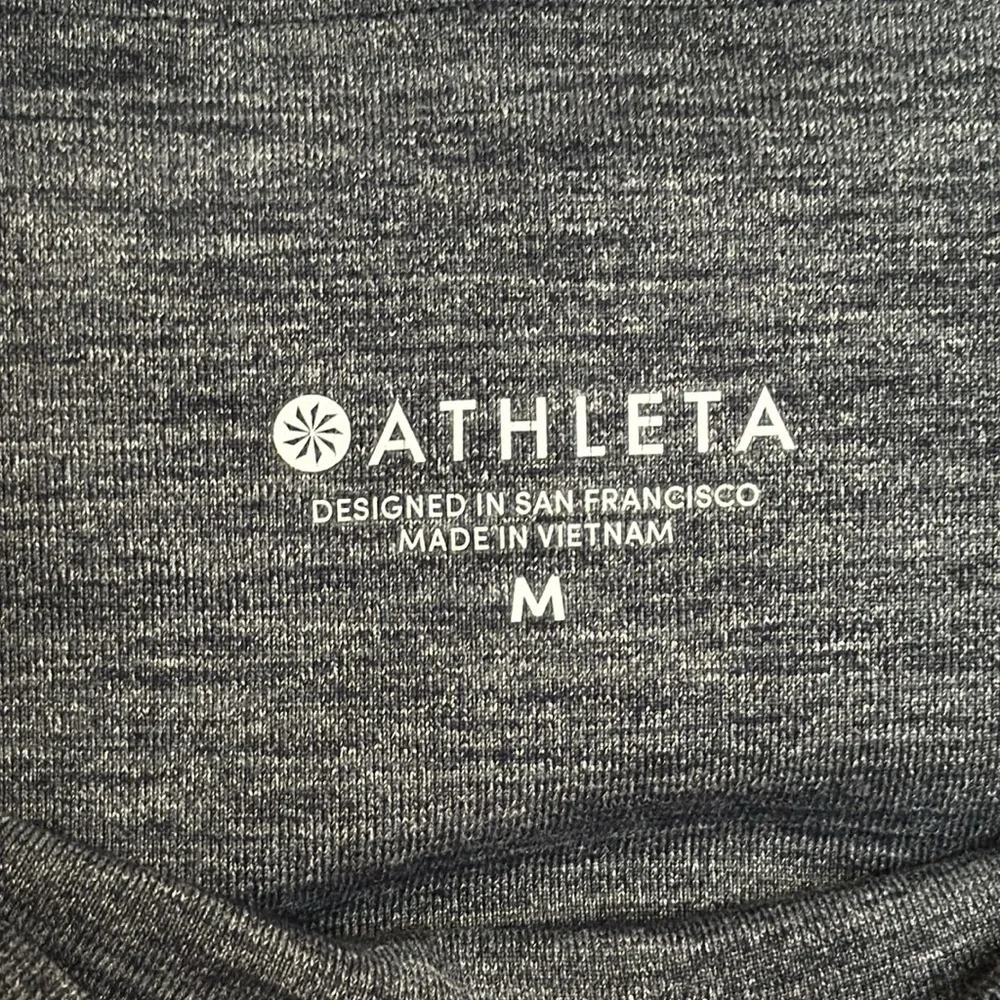 ATHLETA
DESIGNED IN SAN FRANCISCO
MADE IN VIETNAM
M